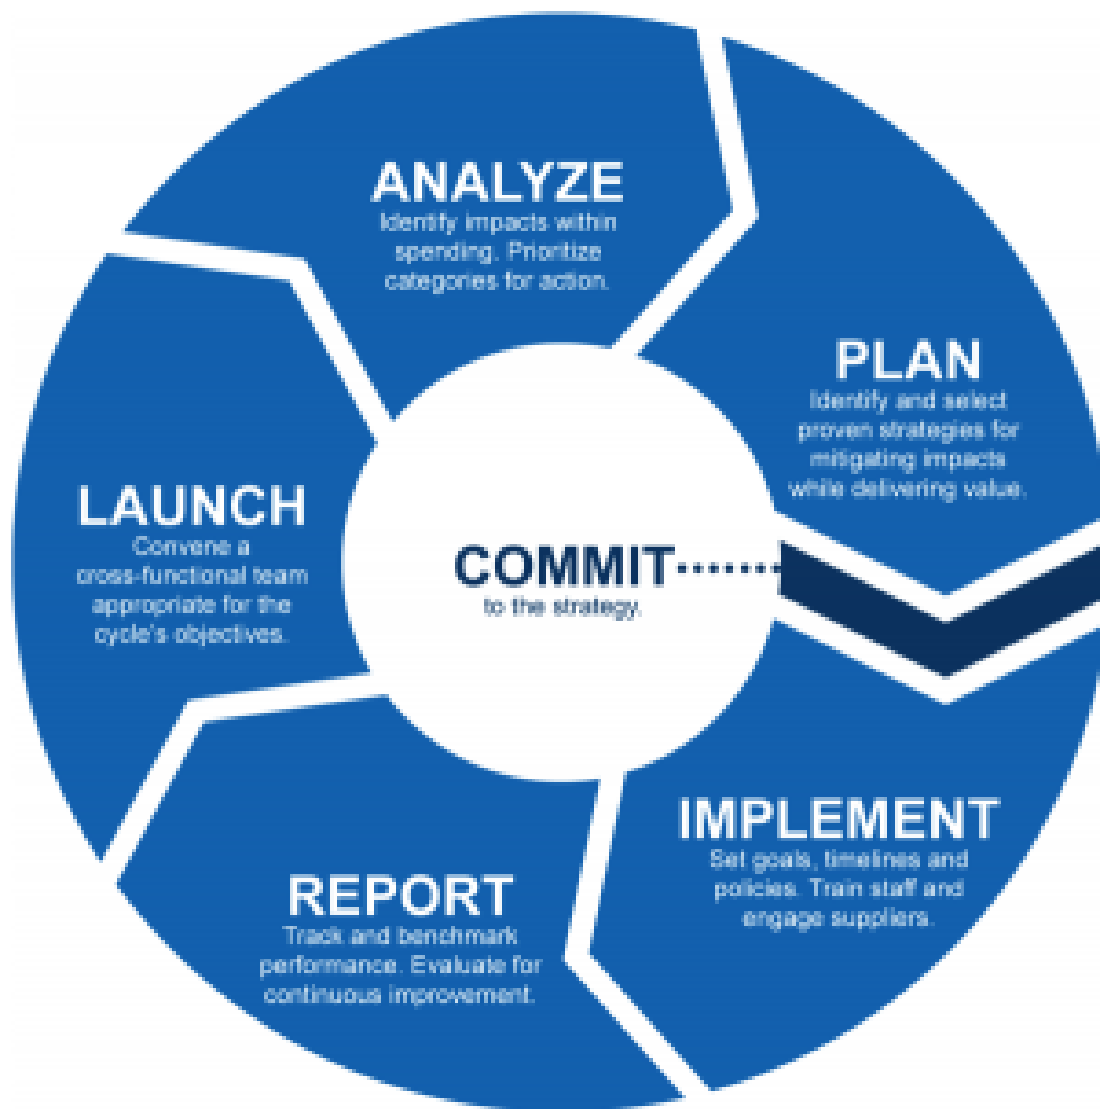 ANALYZE
Identify impacts within
spending. Prioritize
categories for action.
PLAN
Identify and select
proven strategies for
mitigating impacts
while delivering value.
LAUNCH
Convene a
cross-functional team
appropriate for the
cycle's objectives.
COMMIT
to the strategy.
IMPLEMENT
Set goals, timelines and
policies. Train staff and
engage suppliers.
REPORT
Track and benchmark
performance. Evaluate for
continuous improvement.